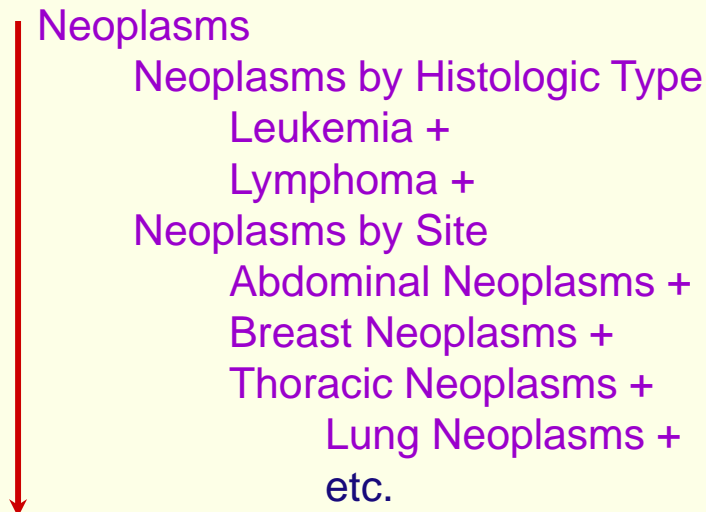 Neoplasms
Neoplasms by Histologic Type
Leukemia +
Lymphoma +
Neoplasms by Site
Abdominal Neoplasms +
Breast Neoplasms +
Thoracic Neoplasms +
Lung Neoplasms +
etc.